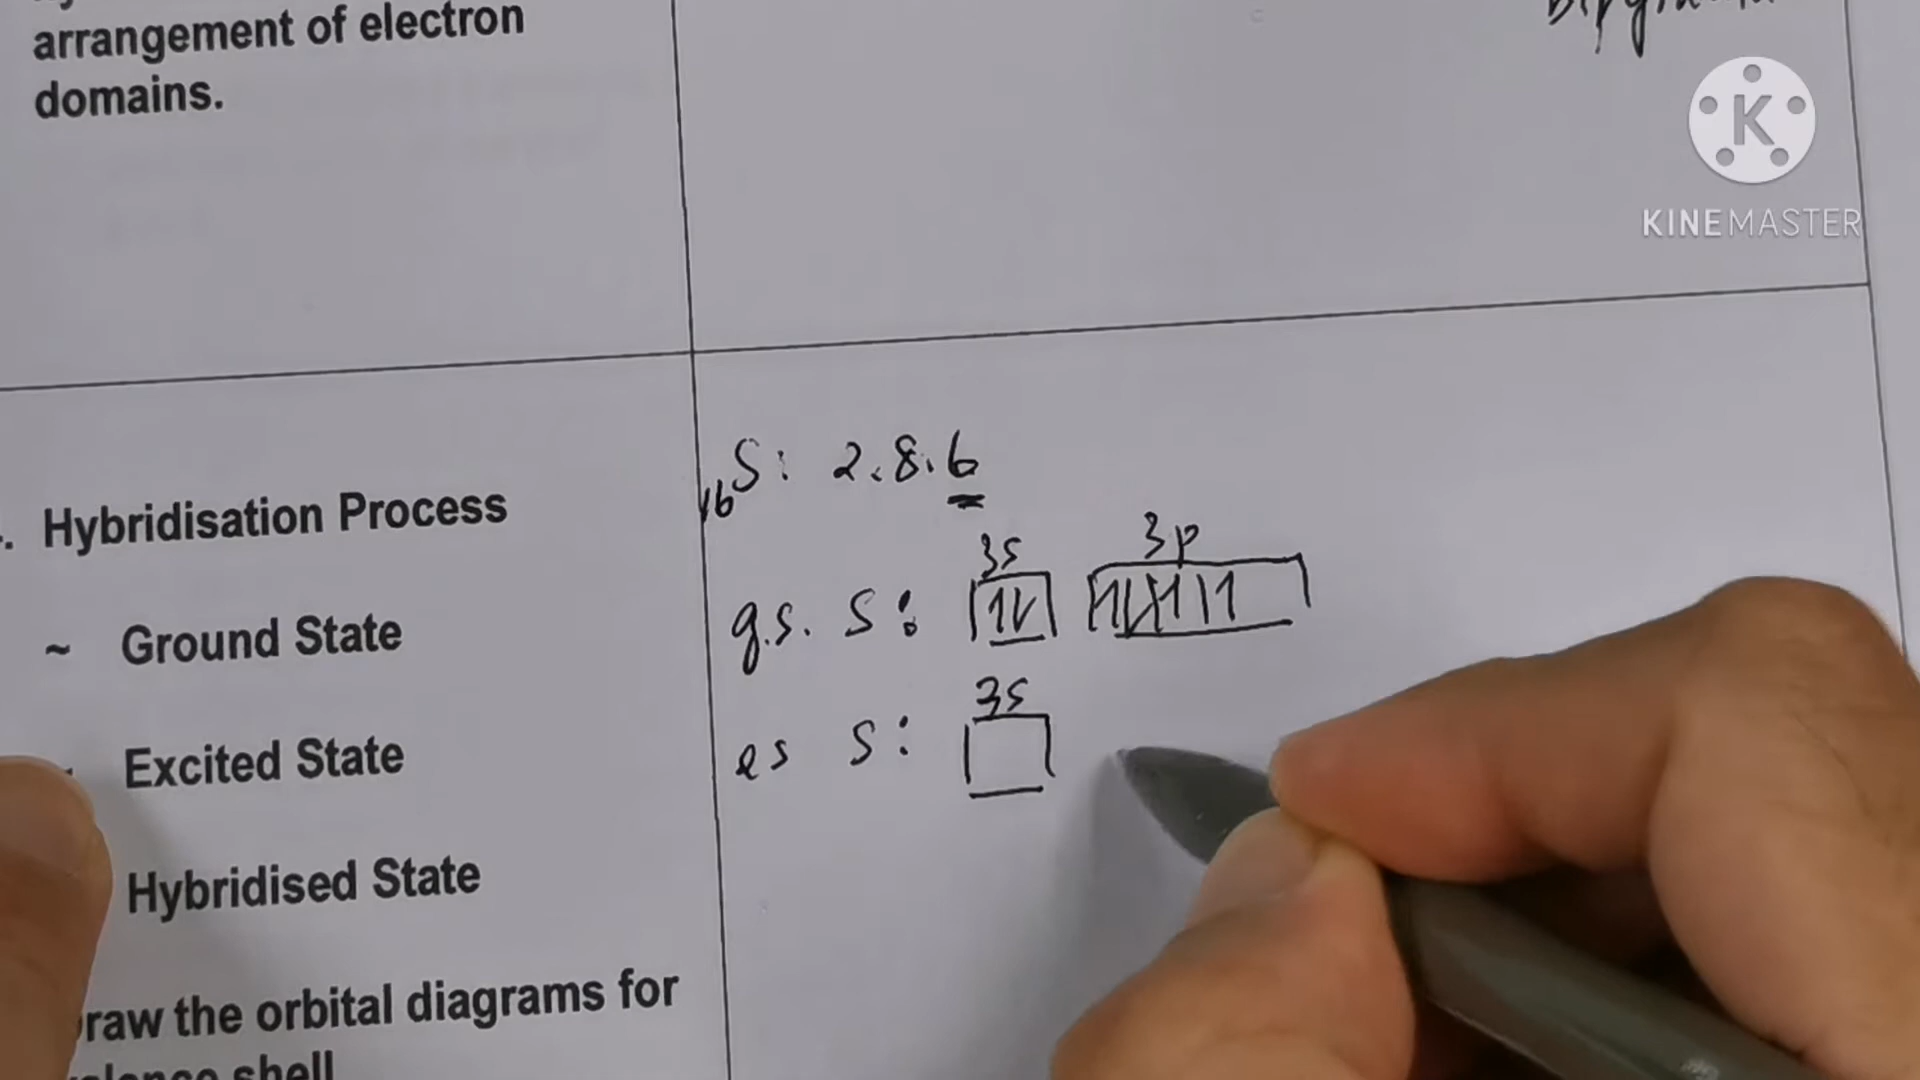 arrangement of electron
domains.
KINEMASTER
16S: 2.8.6
Hybridisation Process
3s 3p
~ Ground State
g.s. S: 1 1 1 1
3s
Excited State
es S:
Hybridised State
raw the orbital diagrams for
shell